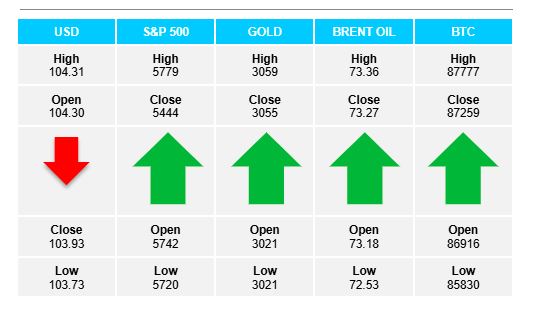 USD S&P 500 GOLD BRENT OIL BTC
High High High High High
104.31 5779 3059 73.36 87777
Open Close Close Close Close
104.30 5444 3055 73.27 87259
Close Open Open Open Open
103.93 5742 3021 73.18 86916
Low Low Low Low Low
103.73 5720 3021 72.53 85830